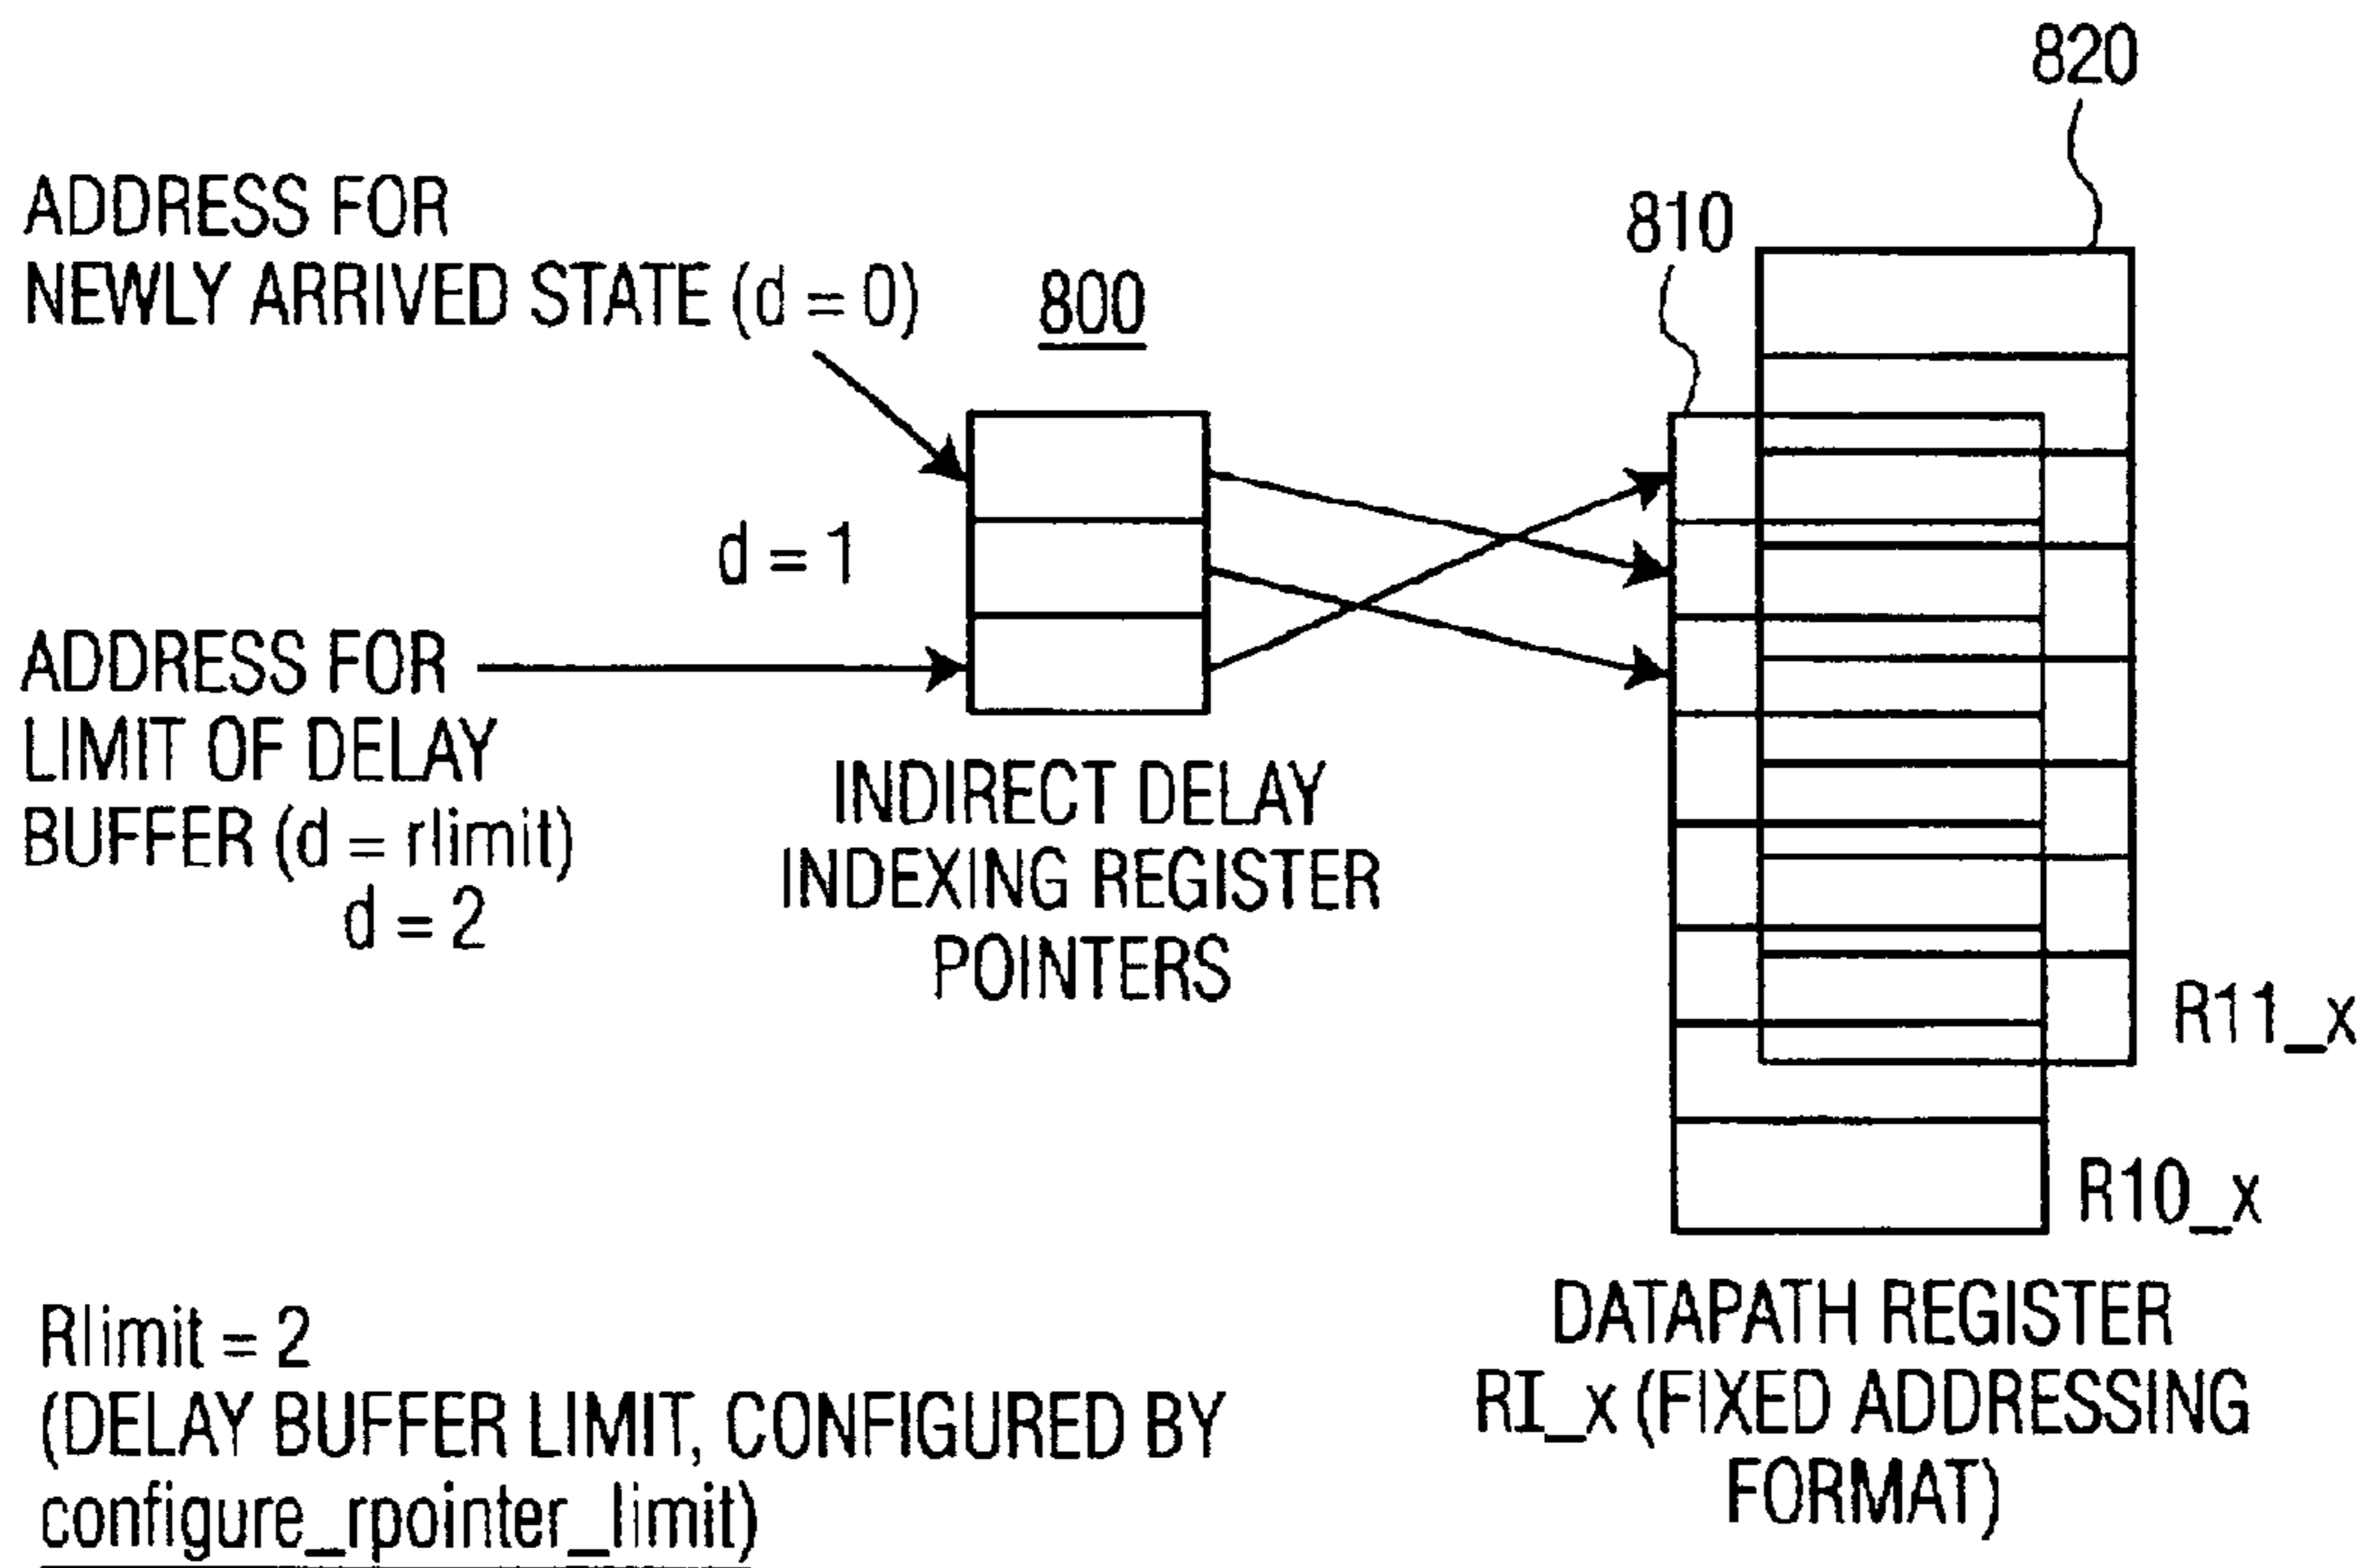 820
810
ADDRESS FOR
NEWLY ARRIVED STATE (d = 0)
800
d = 1
ADDRESS FOR
LIMIT OF DELAY
BUFFER (d = rlimit)
d = 2
INDIRECT DELAY
INDEXING REGISTER
POINTERS
R11_x
R10_x
DATAPATH REGISTER
RI_x (FIXED ADDRESSING
FORMAT)
Rlimit = 2
(DELAY BUFFER LIMIT, CONFIGURED BY
configure_rpointer_limit)